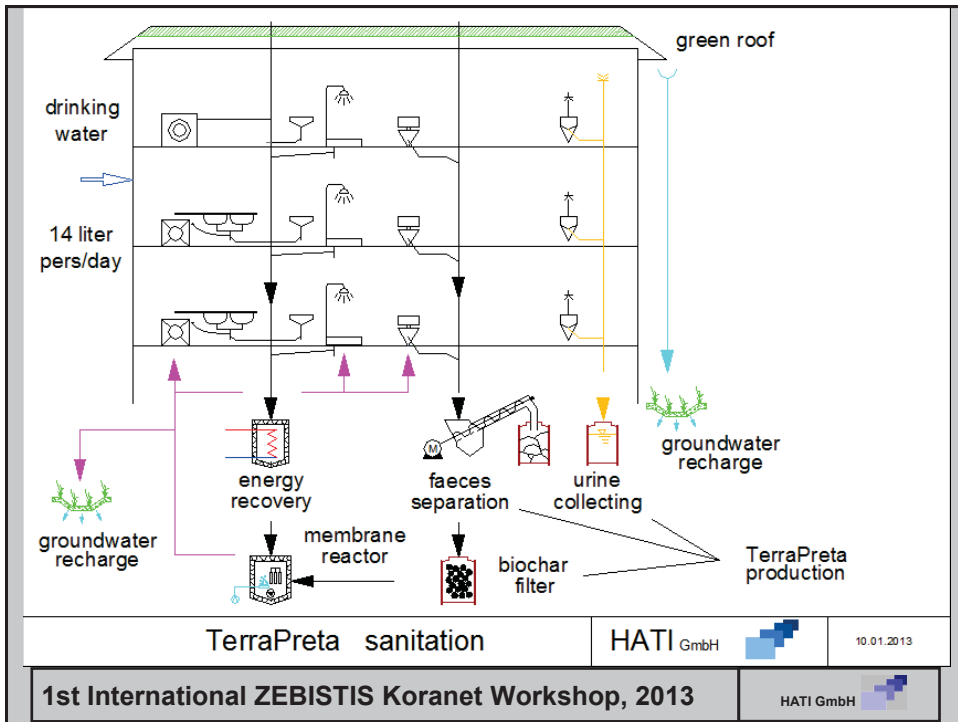 green roof
drinking
water
14 liter
pers/day
M
energy
recovery
faeces
separation
urine
collecting
groundwater
recharge
groundwater
recharge
membrane
reactor
biochar
filter
TerraPreta
production
TerraPreta sanitation
HATI GmbH
10.01.2013
1st International ZEBISTIS Koranet Workshop, 2013
HATI GmbH